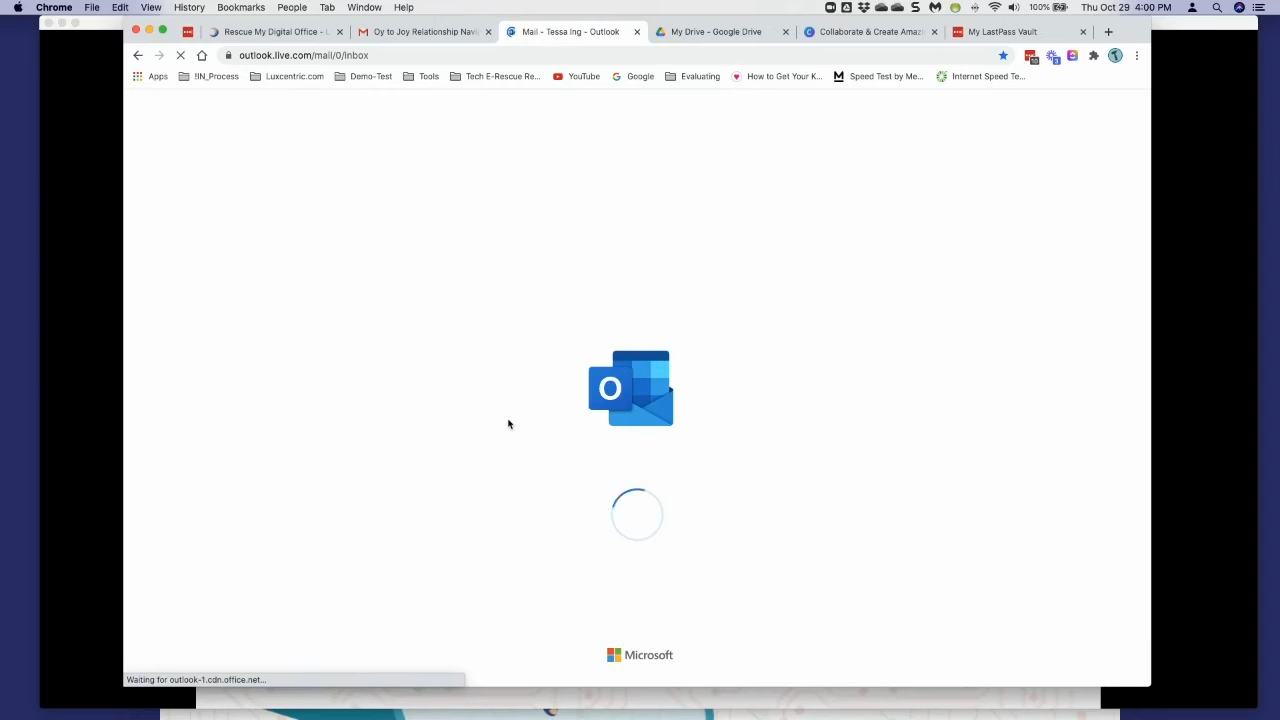 Chrome File Edit View History Bookmarks People Tab Window Help 100% Thu Oct 29 4:00 PM
Rescue My Digital Office - L Oy to Joy Relationship Navig Mail - Tessa Ing - Outlook My Drive - Google Drive Collaborate & Create Amazi My LastPass Vault
outlook.live.com/mail/0/inbox
Apps !IN_Process Luxcentric.com Demo-Test Tools Tech E-Rescue Re... YouTube Google Evaluating How to Get Your K... Speed Test by Me... Internet Speed Te...
O
Microsoft
Waiting for outlook-1.cdn.office.net...